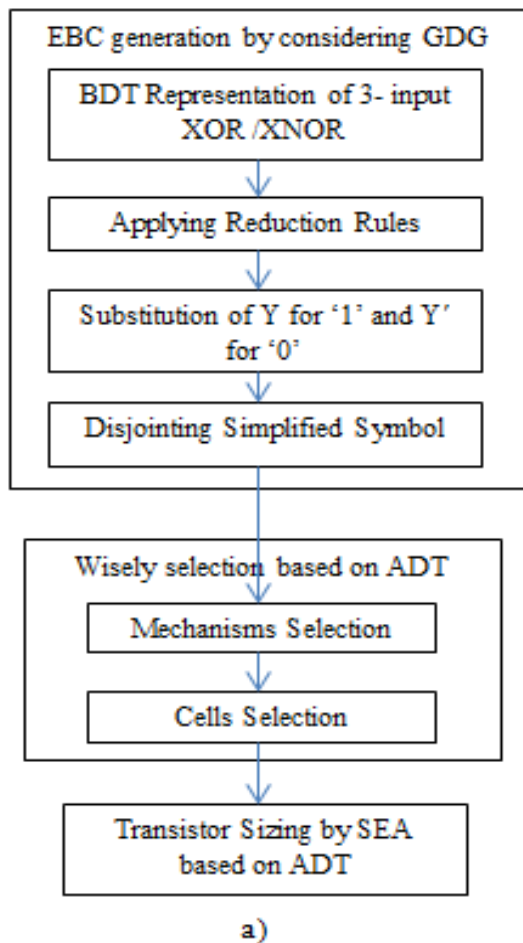 EBC generation by considering GDG
BDT Representation of 3- input
XOR /XNOR
Applying Reduction Rules
Substitution of Y for ‘1’ and Y′
for ‘0’
Disjointing Simplified Symbol
Wisely selection based on ADT
Mechanisms Selection
Cells Selection
Transistor Sizing by SEA
based on ADT
a)